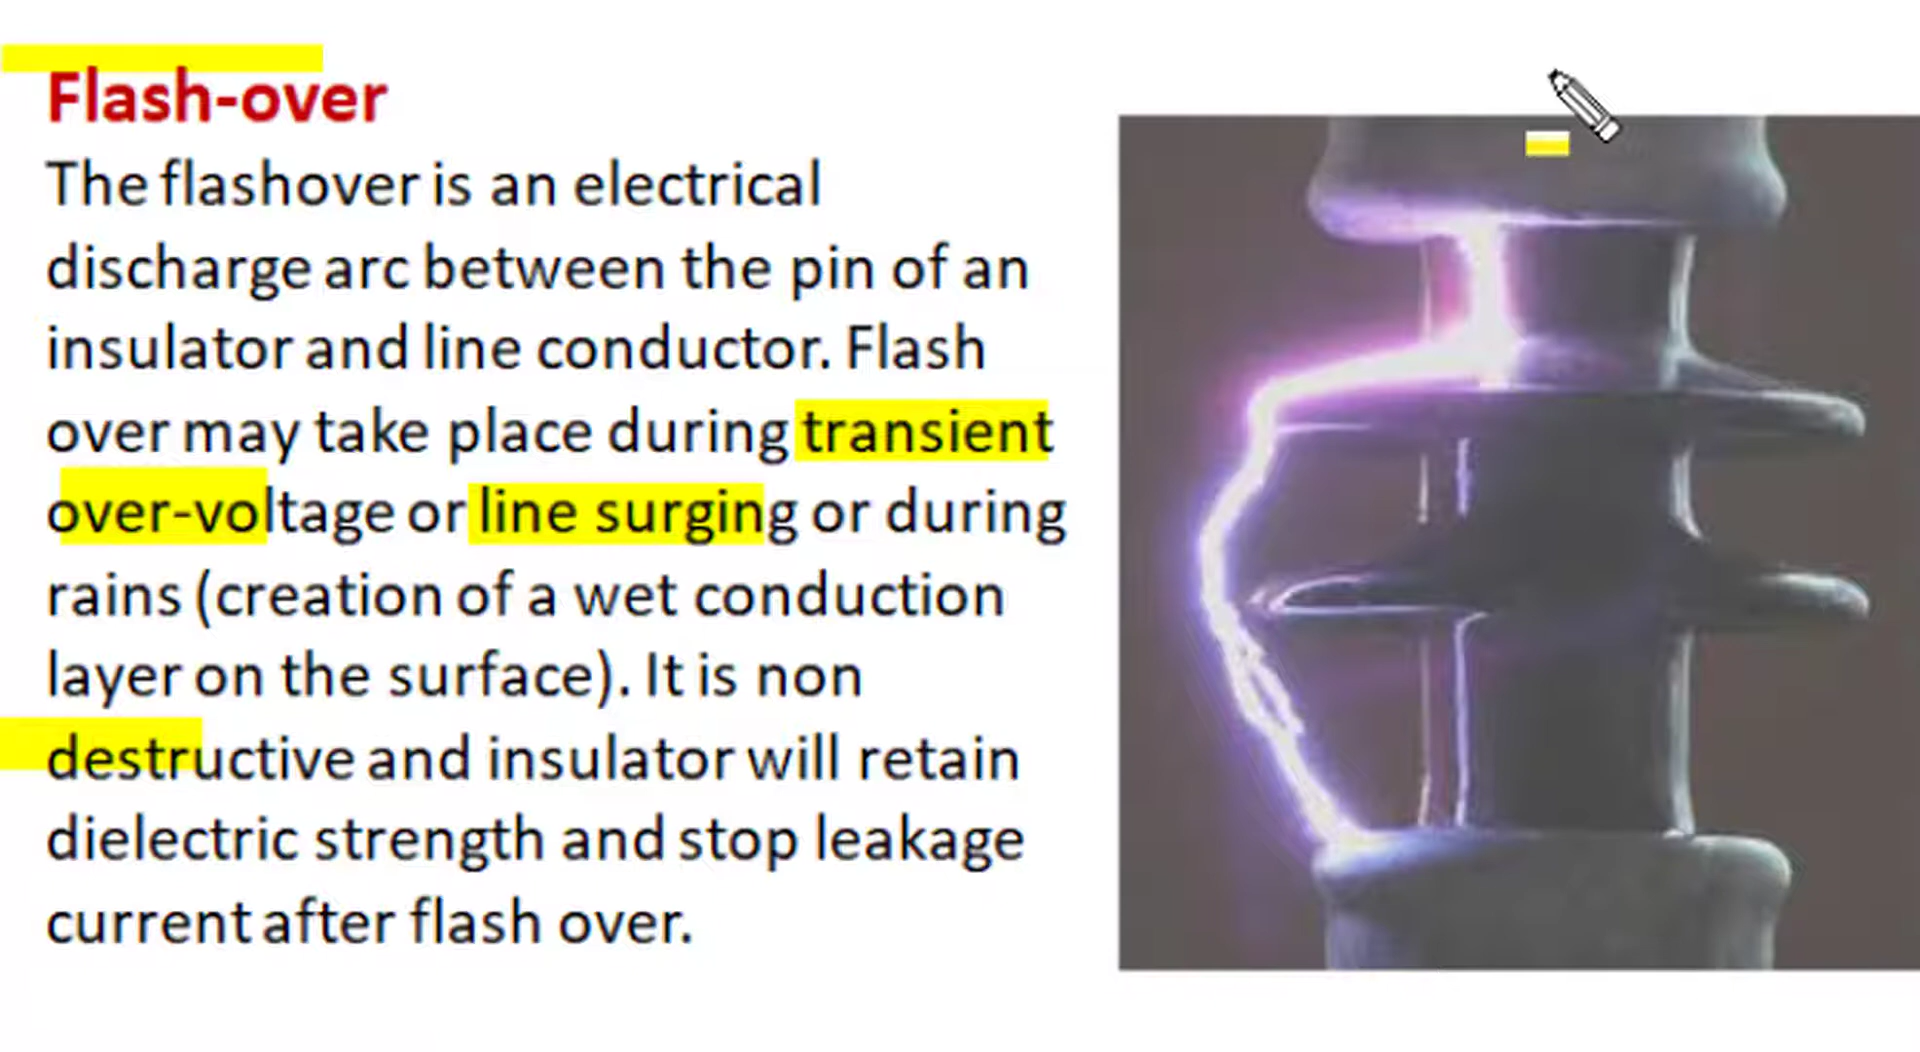 Flash-over
The flashover is an electrical
discharge arc between the pin of an
insulator and line conductor. Flash
over may take place during transient
over-voltage or line surging or during
rains (creation of a wet conduction
layer on the surface). It is non
destructive and insulator will retain
dielectric strength and stop leakage
current after flash over.